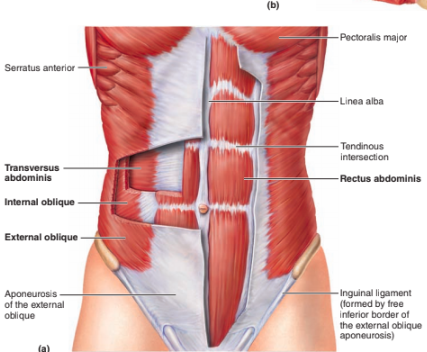 (b)
Pectoralis major
Serratus anterior
Linea alba
Tendinous
intersection
Transversus
abdominis
Rectus abdominis
Internal oblique
External oblique
Aponeurosis
of the external
oblique
Inguinal ligament
(formed by free
inferior border of
the external oblique
aponeurosis)
(a)